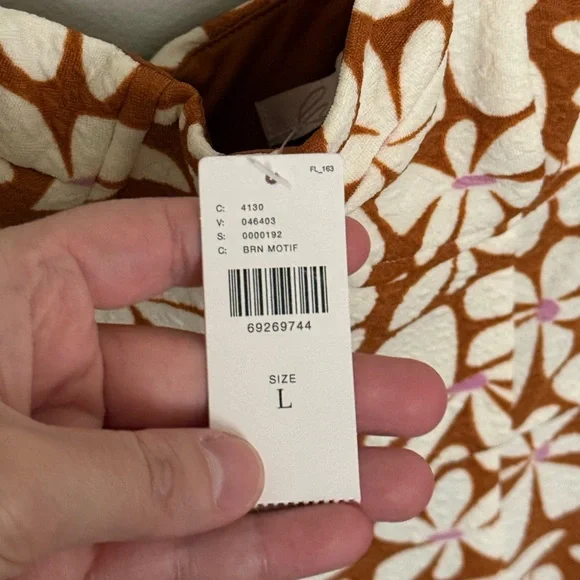 FL_163
C: 4130
V: 046403
S: 0000192
C: BRN MOTIF
69269744
SIZE
L